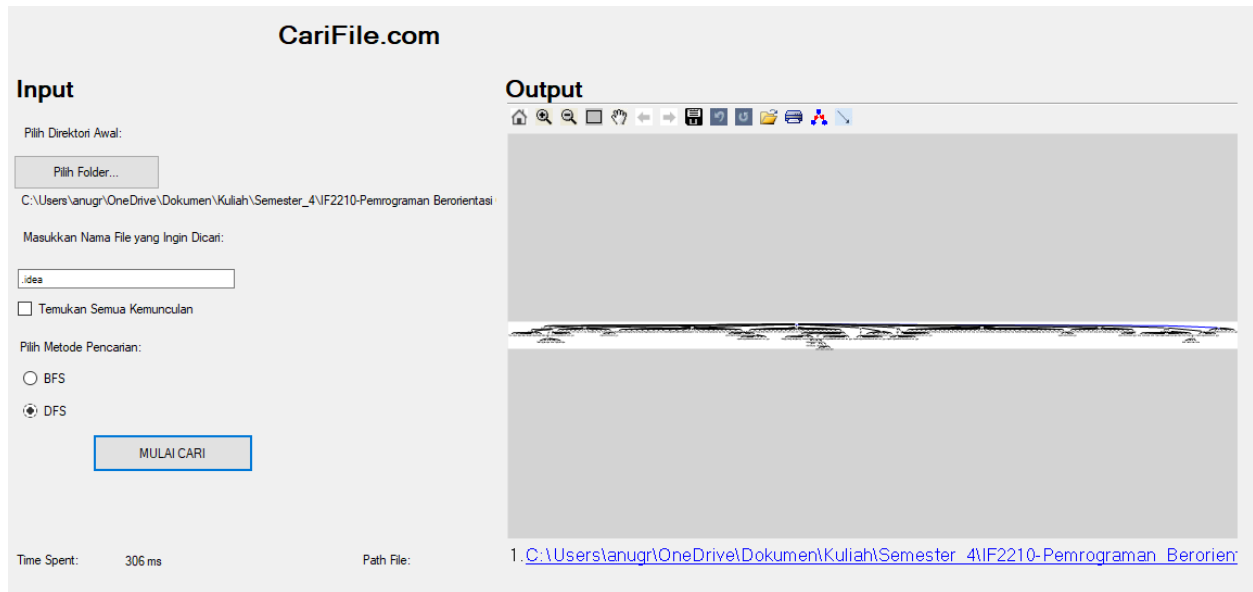 CariFile.com
Input
Pilih Direktori Awal:
Pilih Folder...
C:\Users\anugr\OneDrive\Dokumen\Kuliah\Semester_4\IF2210-Pemrograman Berorientasi
Masukkan Nama File yang Ingin Dicari:
.idea
Temukan Semua Kemunculan
Pilih Metode Pencarian:
BFS
DFS
MULAI CARI
Time Spent: 306 ms
Output
Path File:
1. C:\Users\anugr\OneDrive\Dokumen\Kuliah\Semester_4\IF2210-Pemrograman Berorien